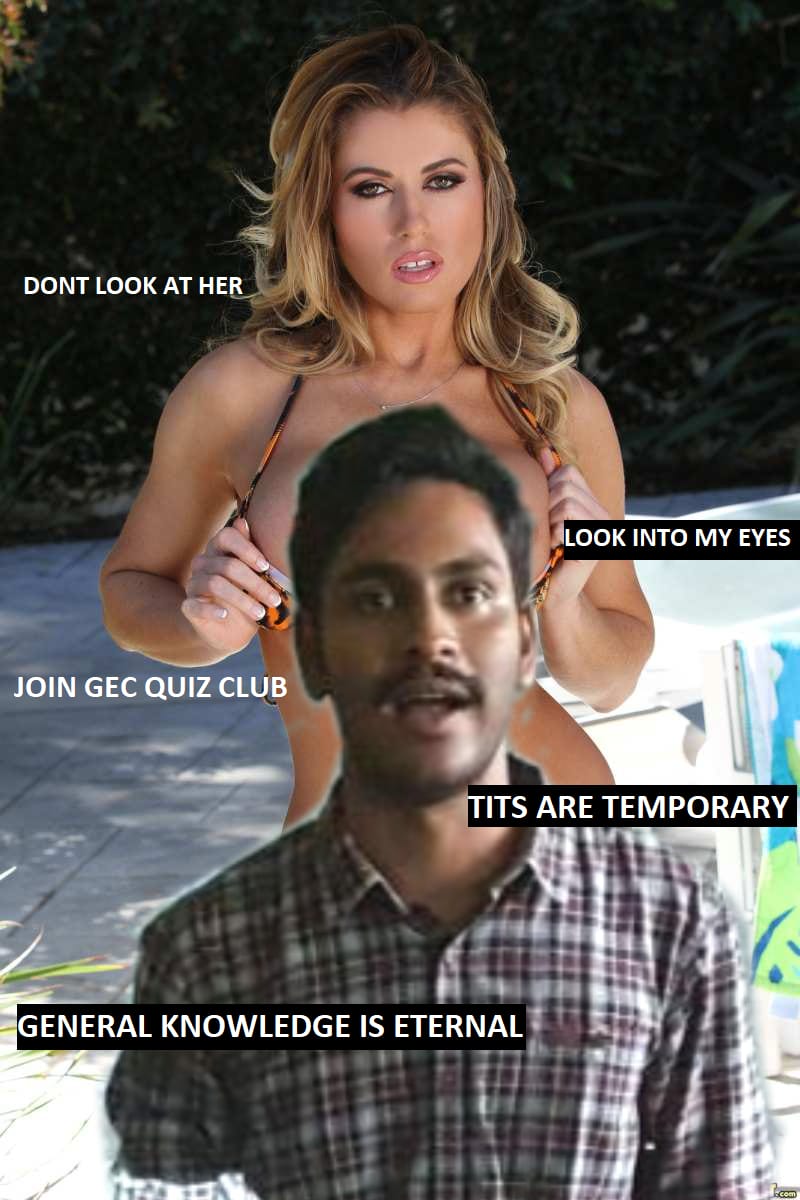 DONT LOOK AT HER
LOOK INTO MY EYES
JOIN GEC QUIZ CLUB
TITS ARE TEMPORARY
GENERAL KNOWLEDGE IS ETERNAL
.com